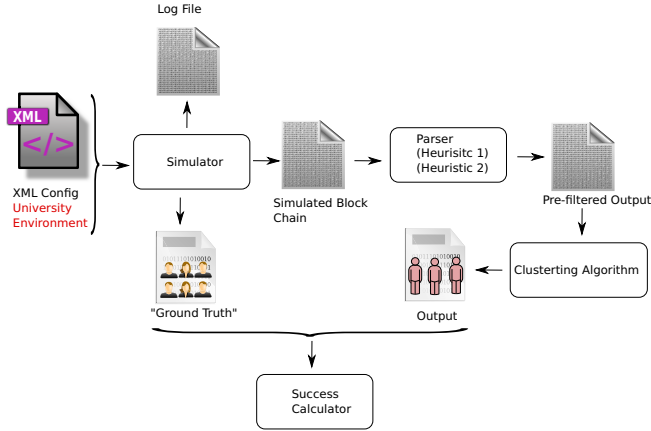 Log File
XML
</>
XML Config
University
Environment
Simulator
Simulated Block
Chain
Parser
(Heurisitc 1)
(Heuristic 2)
Pre-filtered Output
Clusterting Algorithm
"Ground Truth"
Output
Success
Calculator